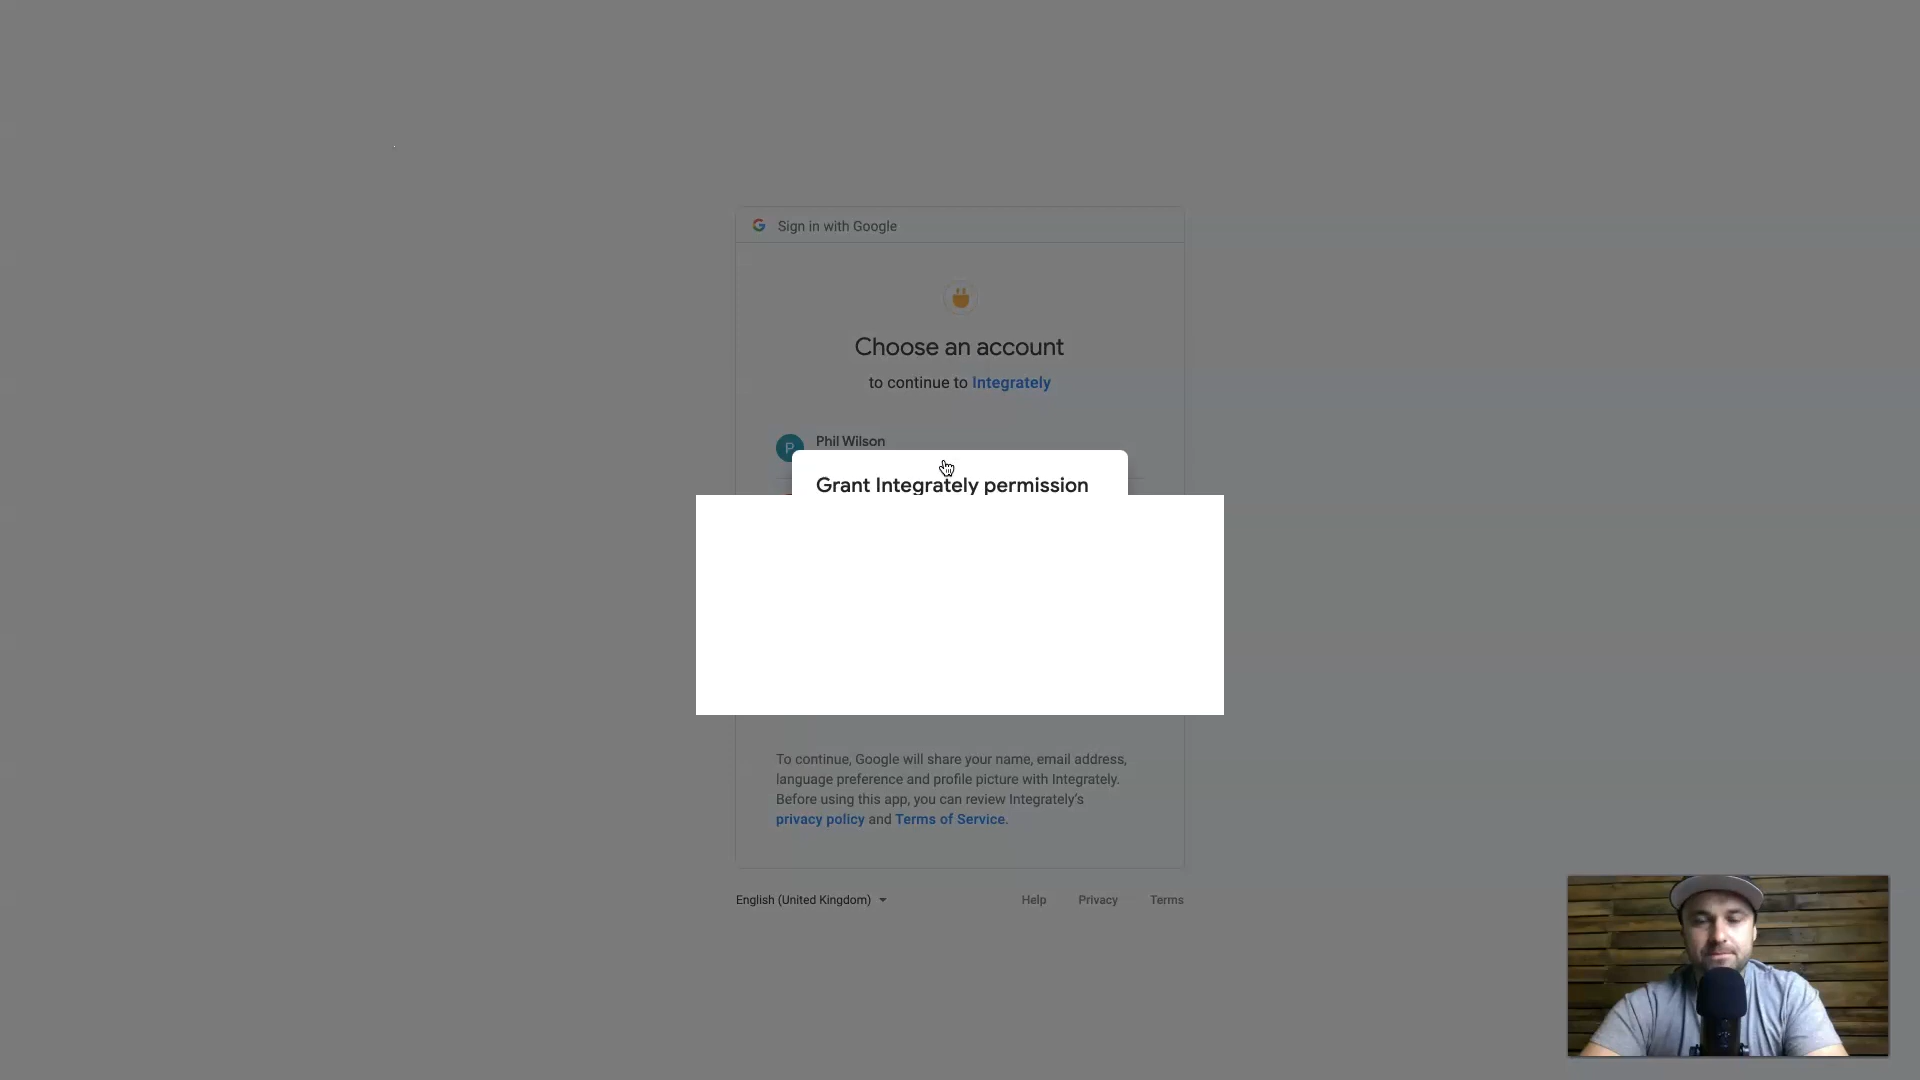 Sign in with Google
Choose an account
to continue to Integrately
P
Phil Wilson
Grant Integrately permission
To continue, Google will share your name, email address,
language preference and profile picture with Integrately.
Before using this app, you can review Integrately's
privacy policy and Terms of Service.
English (United Kingdom)
Help
Privacy
Terms